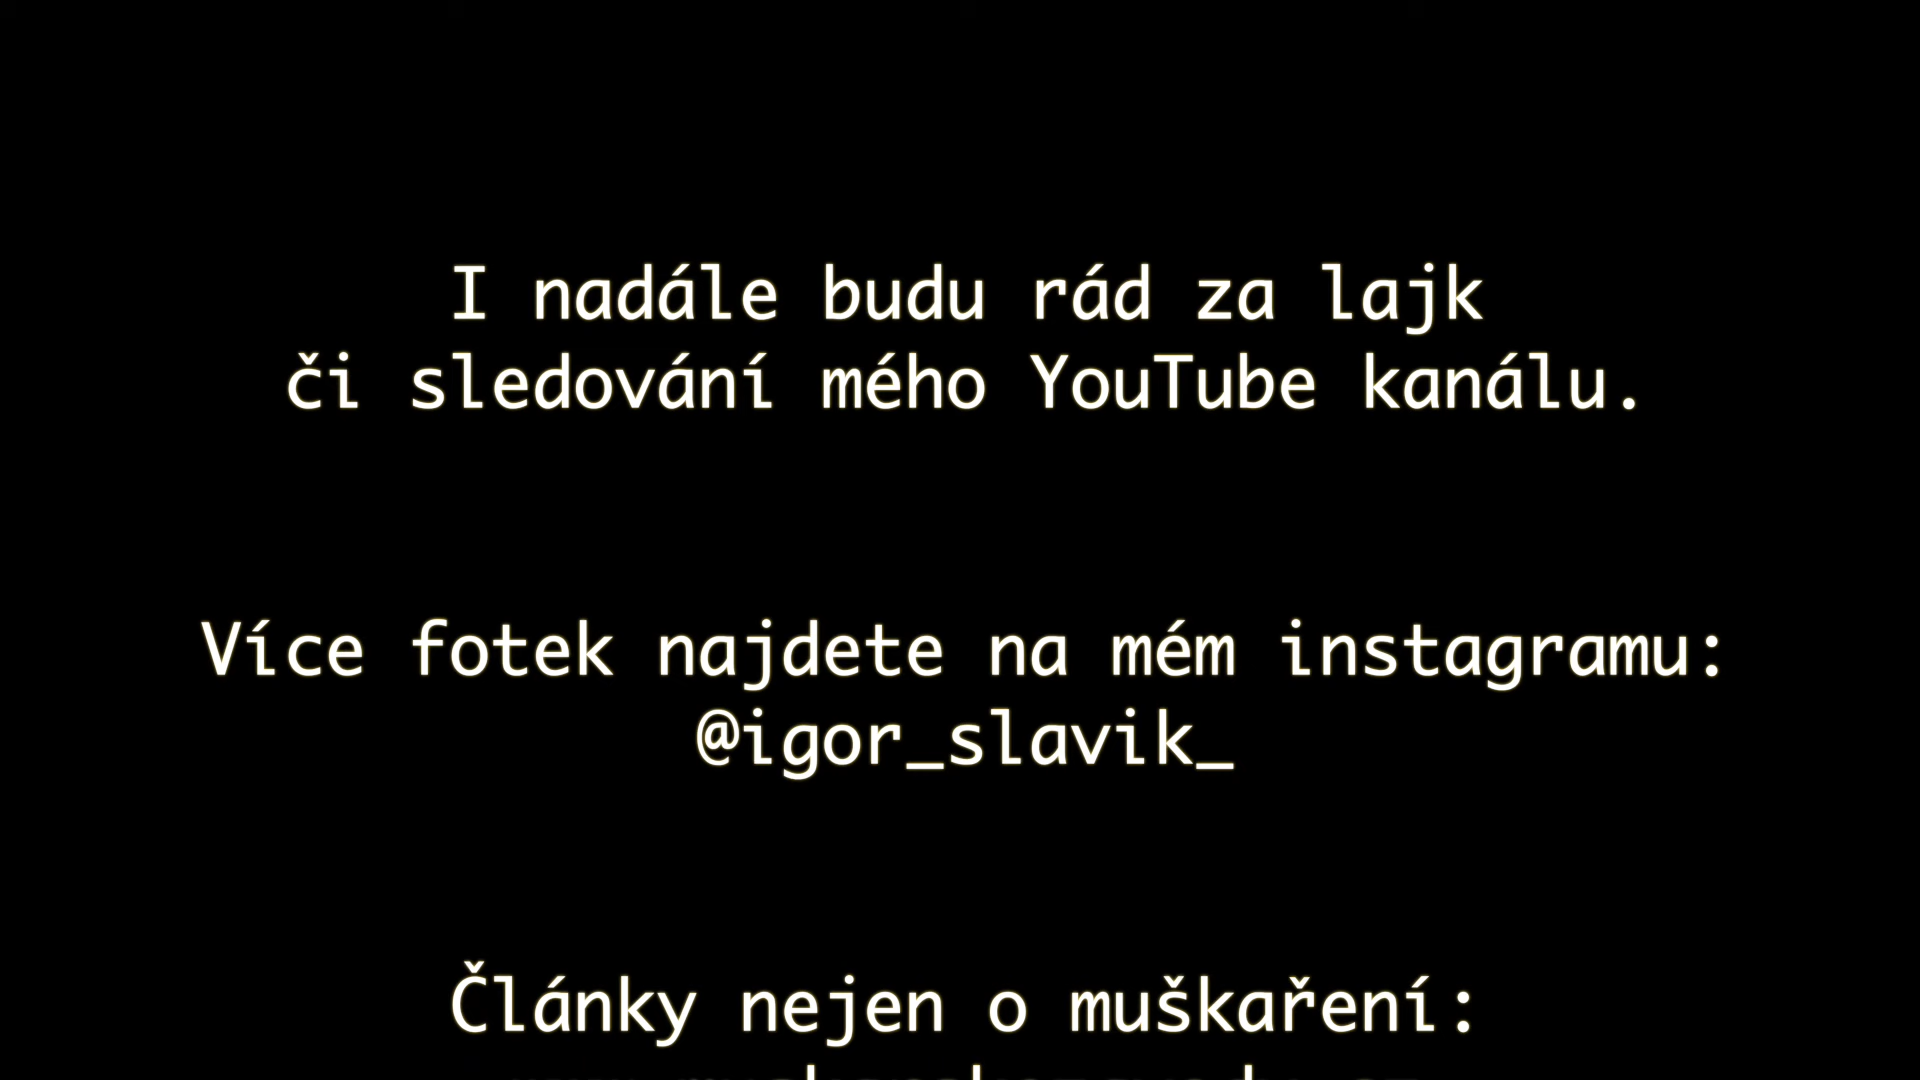 I nadále budu rád za lajk
či sledování mého YouTube kanálu.
Více fotek najdete na mém instagramu:
@igor_slavik_
Články nejen o muškaření: